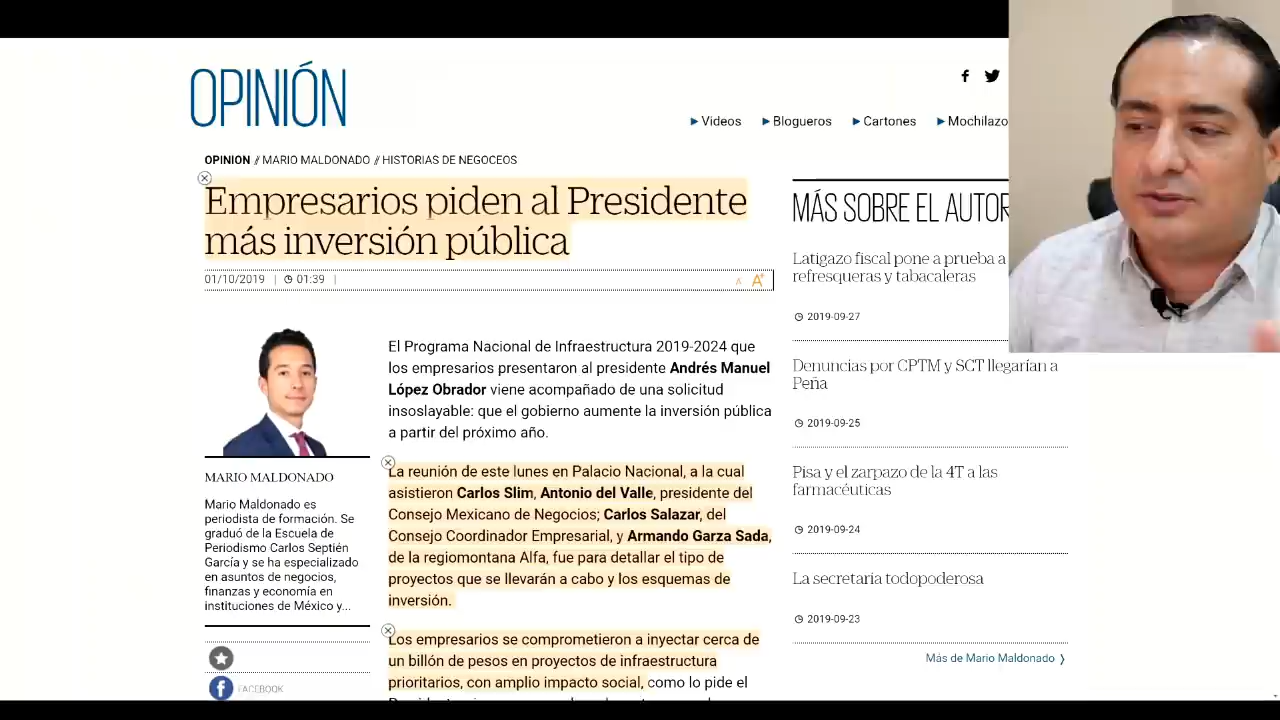 OPINIÓN
Videos
Blogueros
Cartones
Mochilazo
OPINION // MARIO MALDONADO // HISTORIAS DE NEGOCEOS
Empresarios piden al Presidente
más inversión pública
01/10/2019 | 01:39 |
A A+
MARIO MALDONADO
Mario Maldonado es
periodista de formación. Se
graduó de la Escuela de
Periodismo Carlos Septién
García y se ha especializado
en asuntos de negocios,
finanzas y economía en
instituciones de México y...
FACEBOOK
El Programa Nacional de Infraestructura 2019-2024 que
los empresarios presentaron al presidente Andrés Manuel
López Obrador viene acompañado de una solicitud
insoslayable: que el gobierno aumente la inversión pública
a partir del próximo año.
La reunión de este lunes en Palacio Nacional, a la cual
asistieron Carlos Slim, Antonio del Valle, presidente del
Consejo Mexicano de Negocios; Carlos Salazar, del
Consejo Coordinador Empresarial, y Armando Garza Sada,
de la regiomontana Alfa, fue para detallar el tipo de
proyectos que se llevarán a cabo y los esquemas de
inversión.
Los empresarios se comprometieron a inyectar cerca de
un billón de pesos en proyectos de infraestructura
prioritarios, con amplio impacto social, como lo pide el
MÁS SOBRE EL AUTOR
Latigazo fiscal pone a prueba a
refresqueras y tabacaleras
2019-09-27
Denuncias por CPTM y SCT llegarían a
Peña
2019-09-25
Pisa y el zarpazo de la 4T a las
farmacéuticas
2019-09-24
La secretaría todopoderosa
2019-09-23
Más de Mario Maldonado